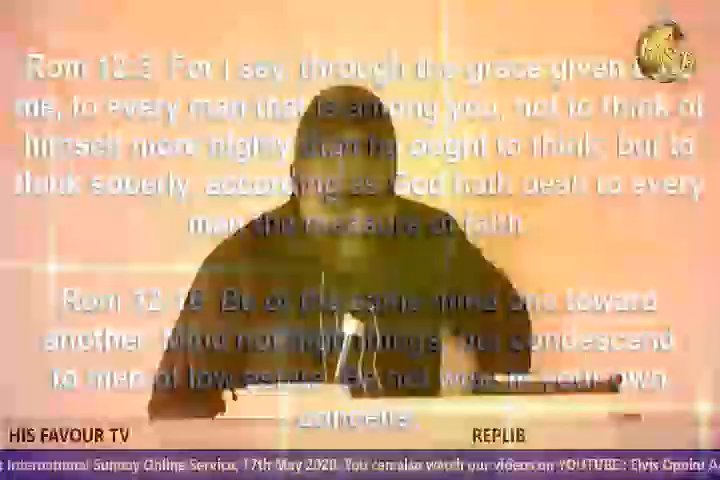 Rom 12:3 For I say, through the grace given
me, to every man that is among you, not to think of
himself more highly than he ought to think; but to
think soberly, according as God hath dealt to every
man the measure of faith.
Rom 12:16 Be of the same mind one toward
another. Mind not high things, but condescend
to men of low estate. Be not wise in your own
conceits.
HIS FAVOUR TV
REPLIB
International Sunday Online Service, 17th May 2020. You can also watch our videos on YOUTUBE : Elvis Opoku